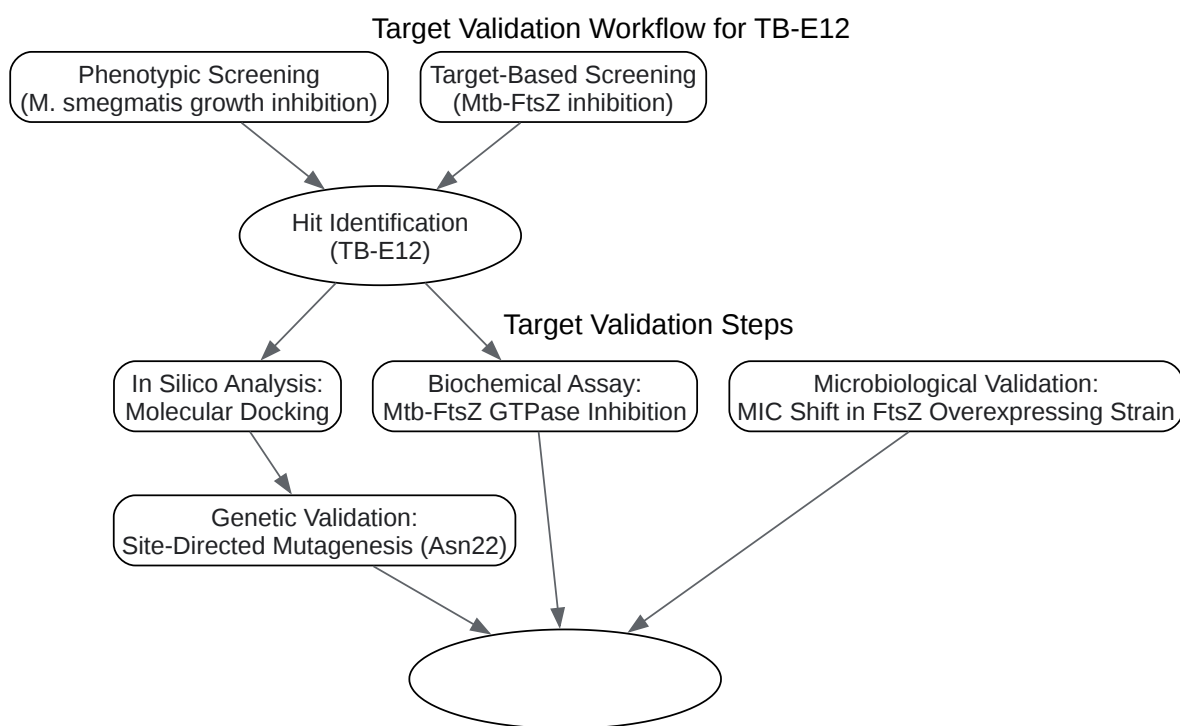 Target Validation Workflow for TB-E12
Phenotypic Screening
(M. smegmatis growth inhibition)
Target-Based Screening
(Mtb-FtsZ inhibition)
Hit Identification
(TB-E12)
Target Validation Steps
In Silico Analysis:
Molecular Docking
Biochemical Assay:
Mtb-FtsZ GTPase Inhibition
Microbiological Validation:
MIC Shift in FtsZ Overexpressing Strain
Genetic Validation:
Site-Directed Mutagenesis (Asn22)